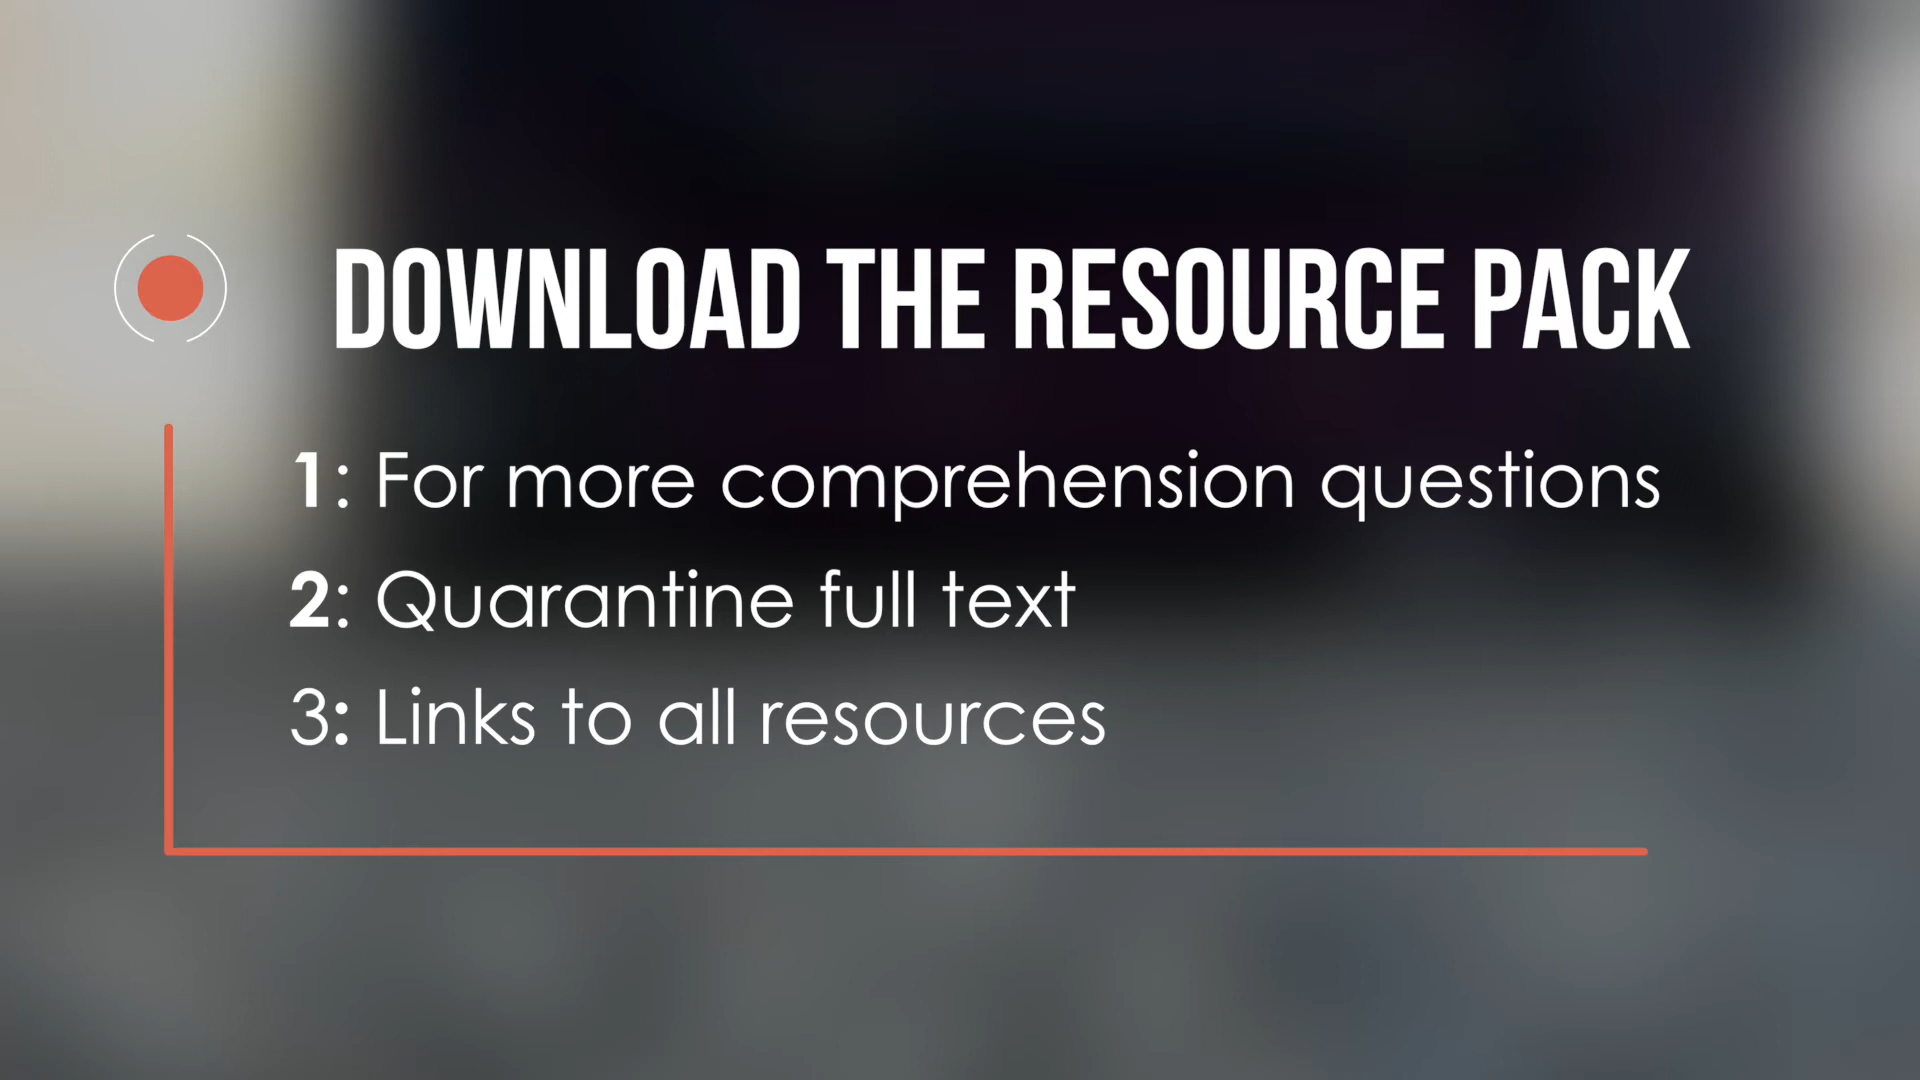 DOWNLOAD THE RESOURCE PACK
1: For more comprehension questions
2: Quarantine full text
3: Links to all resources